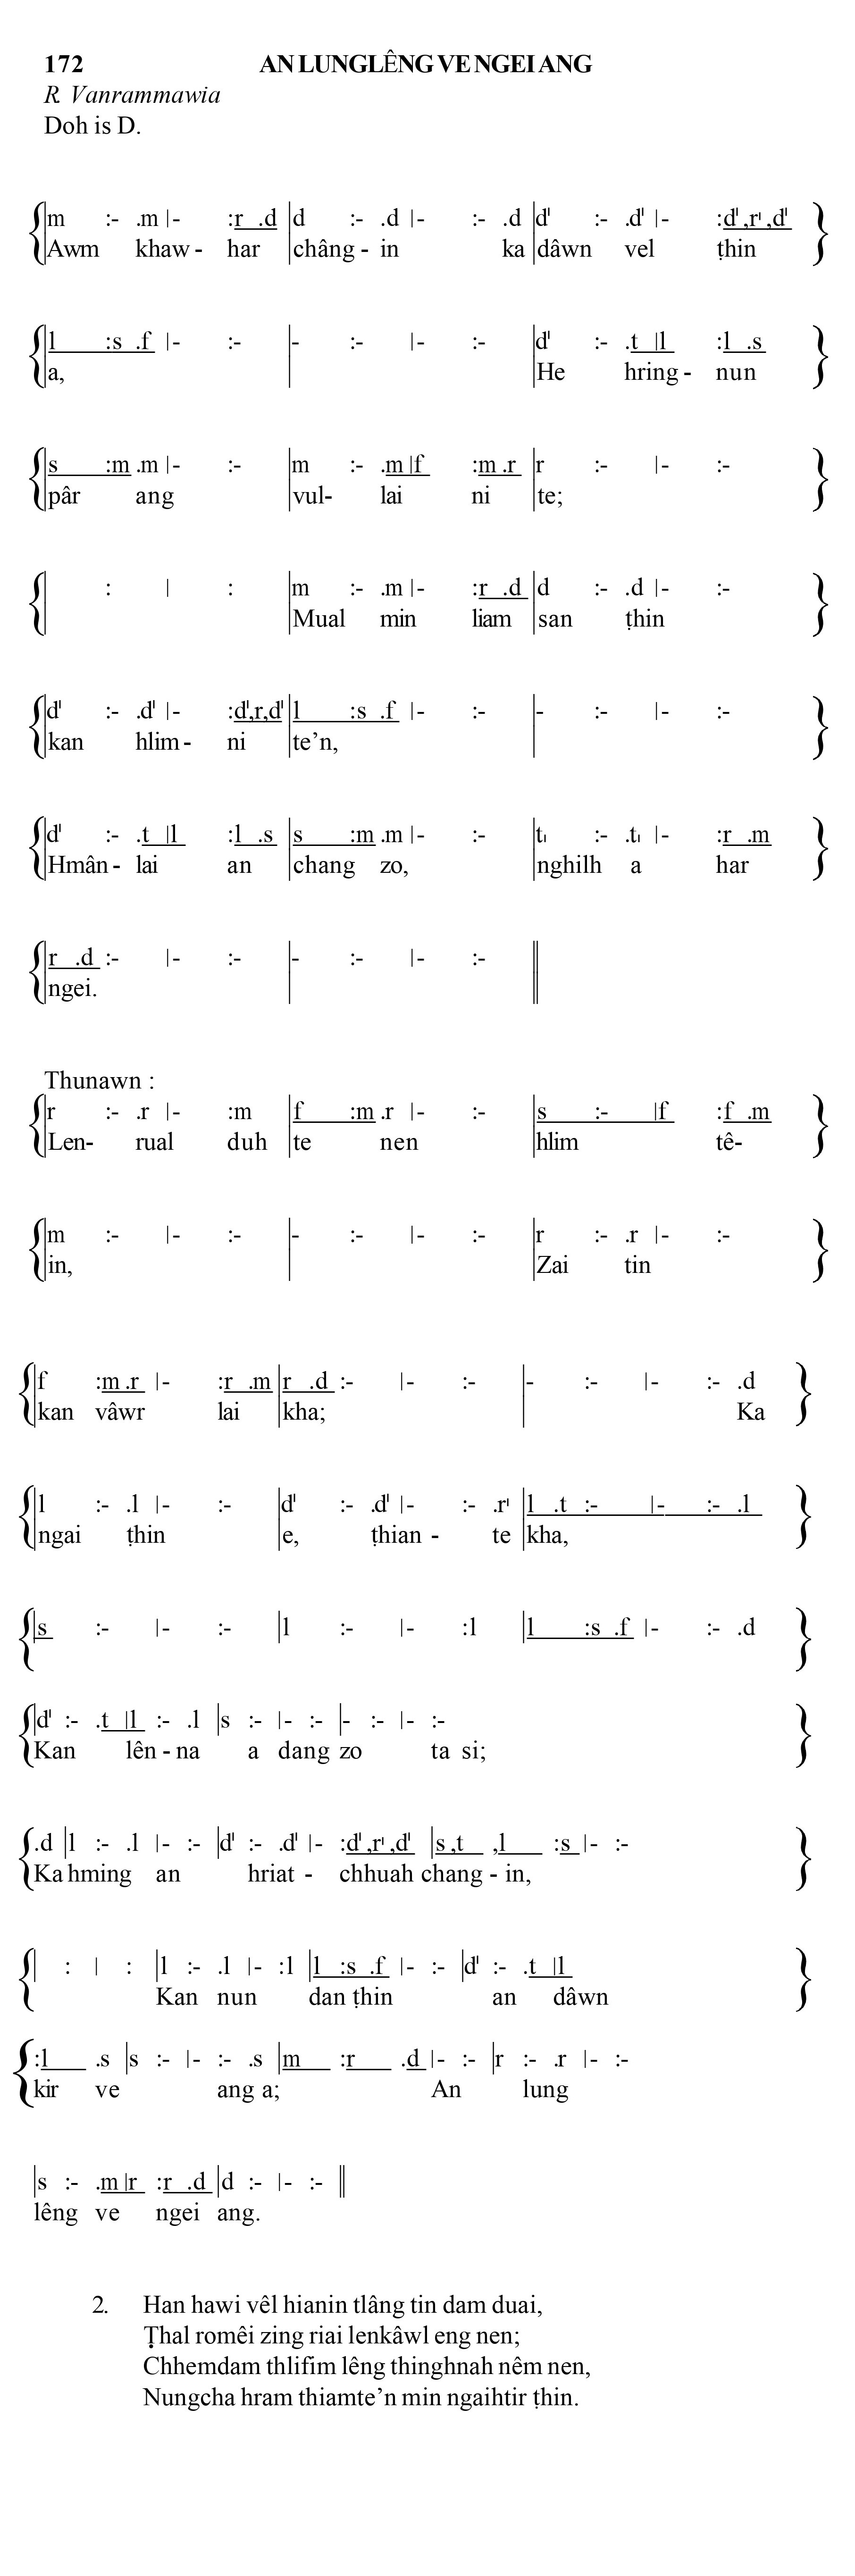 172 AN LUNGLÊNG VE NGEI ANG
R. Vanrammawia
Doh is D.
|m :- .m |- :r .d |d :- .d |- :- .d |d' :- .d' |- :d' ,r' ,d'
Awm khaw - har châng - in ka dâwn vel ṭhin
|l :s .f |- :- |- :- |- :- |d' :- .t |l :l .s
a, He hring - nun
|s :m .m |- :- |m :- .m |f :m .r |r :- |- :-
pâr ang vul- lai ni te;
| : | : |m :- .m |- :r .d |d :- .d |- :-
Mual min liam san ṭhin
|d' :- .d' |- :d',r,d' |l :s .f |- :- |- :- |- :-
kan hlim - ni te’n,
|d' :- .t |l :l .s |s :m .m |- :- |t, :- .t, |- :r .m
Hmân - lai an chang zo, nghilh a har
|r .d :- |- :- |- :- |- :- ||
ngei.
Thunawn :
|r :- .r |- :m |f :m .r |- :- |s :- |f :f .m
Len- rual duh te nen hlim tê-
|m :- |- :- |- :- |- :- |r :- .r |- :-
in, Zai tin
|f :m .r |- :r .m |r .d :- |- :- |- :- |- :- .d
kan vâwr lai kha; Ka
|l :- .l |- :- |d' :- .d' |- :- .r' |l .t :- |- :- .l
ngai ṭhin e, ṭhian - te kha,
|s :- |- :- |l :- |- :l |l :s .f |- :- .d
|d' :- .t |l :- .l |s :- |- :- |- :- |- :-
Kan lên - na a dang zo ta si;
.d |l :- .l |- :- |d' :- .d' |- :d' ,r' ,d' |s ,t ,l :s |- :-
Ka hming an hriat - chhuah chang - in,
| : | : |l :- .l |- :l |l :s .f |- :- |d' :- .t |l
Kan nun dan ṭhin an dâwn
:l .s |s :- |- :- .s |m :r .d |- :- |r :- .r |- :-
kir ve ang a; An lung
|s :- .m |r :r .d |d :- |- :- ||
lêng ve ngei ang.
2. Han hawi vêl hianin tlâng tin dam duai,
Ṭhal romêi zing riai lenkâwl eng nen;
Chhemdam thlifim lêng thinghnah nêm nen,
Nungcha hram thiamte’n min ngaihtir ṭhin.